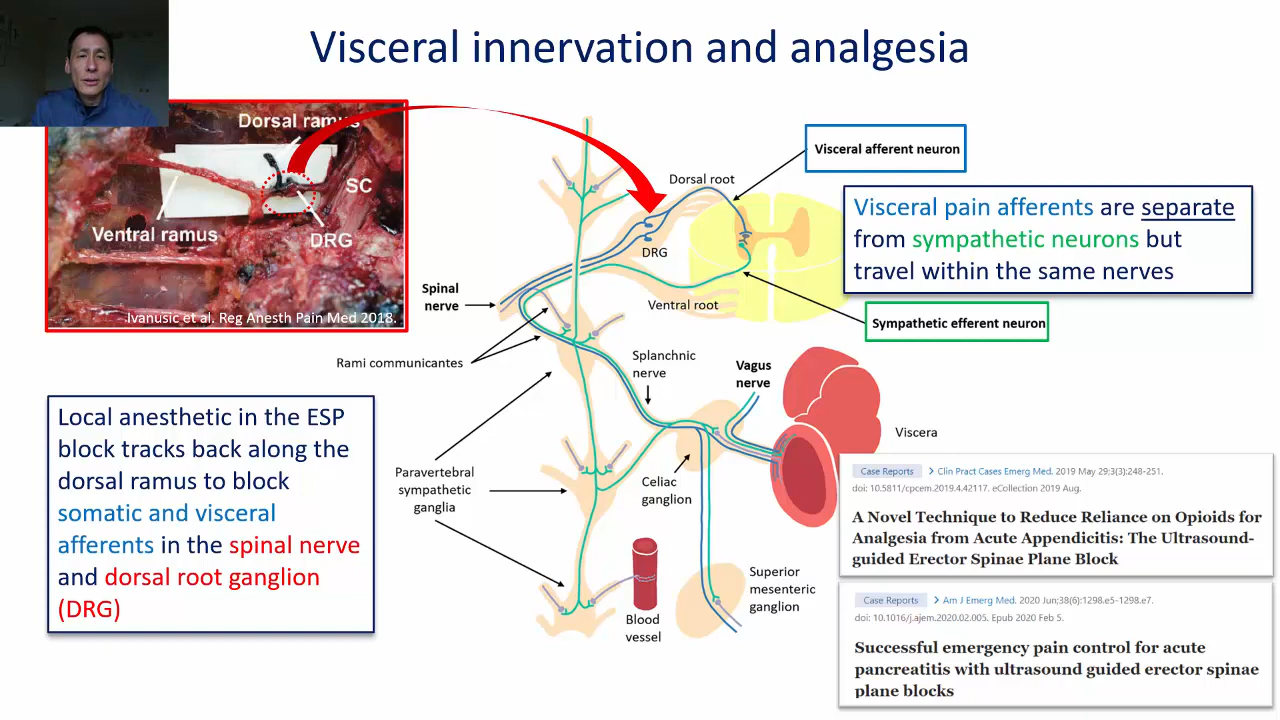 Visceral innervation and analgesia
Dorsal ramus
SC
Ventral ramus
DRG
Ivanusic et al. Reg Anesth Pain Med 2018.
Local anesthetic in the ESP
block tracks back along the
dorsal ramus to block
somatic and visceral
afferents in the spinal nerve
and dorsal root ganglion
(DRG)
Dorsal root
DRG
Ventral root
Spinal
nerve
Rami communicantes
Splanchnic
nerve
Vagus
nerve
Viscera
Paravertebral
sympathetic
ganglia
Celiac
ganglion
Superior
mesenteric
ganglion
Blood
vessel
Visceral afferent neuron
Visceral pain afferents are separate
from sympathetic neurons but
travel within the same nerves
Sympathetic efferent neuron
Case Reports > Clin Pract Cases Emerg Med. 2019 May 29;3(3):248-251.
doi: 10.5811/cpcem.2019.4.42117. eCollection 2019 Aug.
A Novel Technique to Reduce Reliance on Opioids for
Analgesia from Acute Appendicitis: The Ultrasound-
guided Erector Spinae Plane Block
Case Reports > Am J Emerg Med. 2020 Jun;38(6):1298.e5-1298.e7.
doi: 10.1016/j.ajem.2020.02.005. Epub 2020 Feb 5.
Successful emergency pain control for acute
pancreatitis with ultrasound guided erector spinae
plane blocks